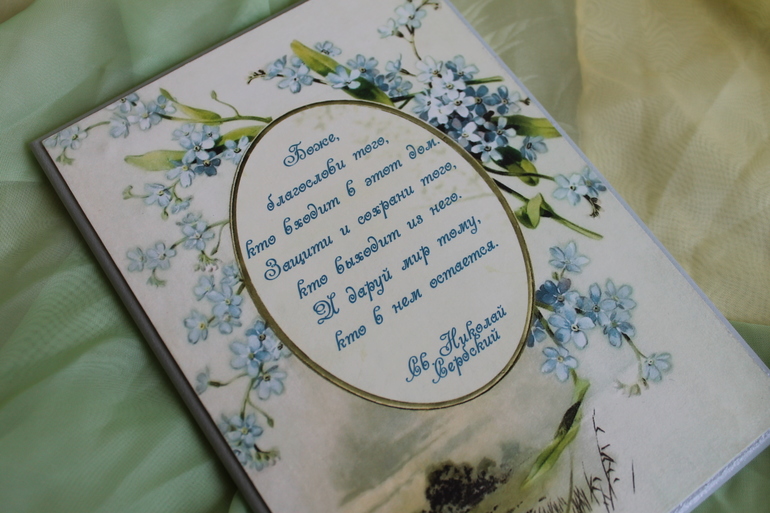 Боже,
благослови того,
кто входит в этот дом.
Защити и сохрани того,
кто выходит из него.
И даруй мир тому,
кто в нем остается.
Св. Николай
Сербский